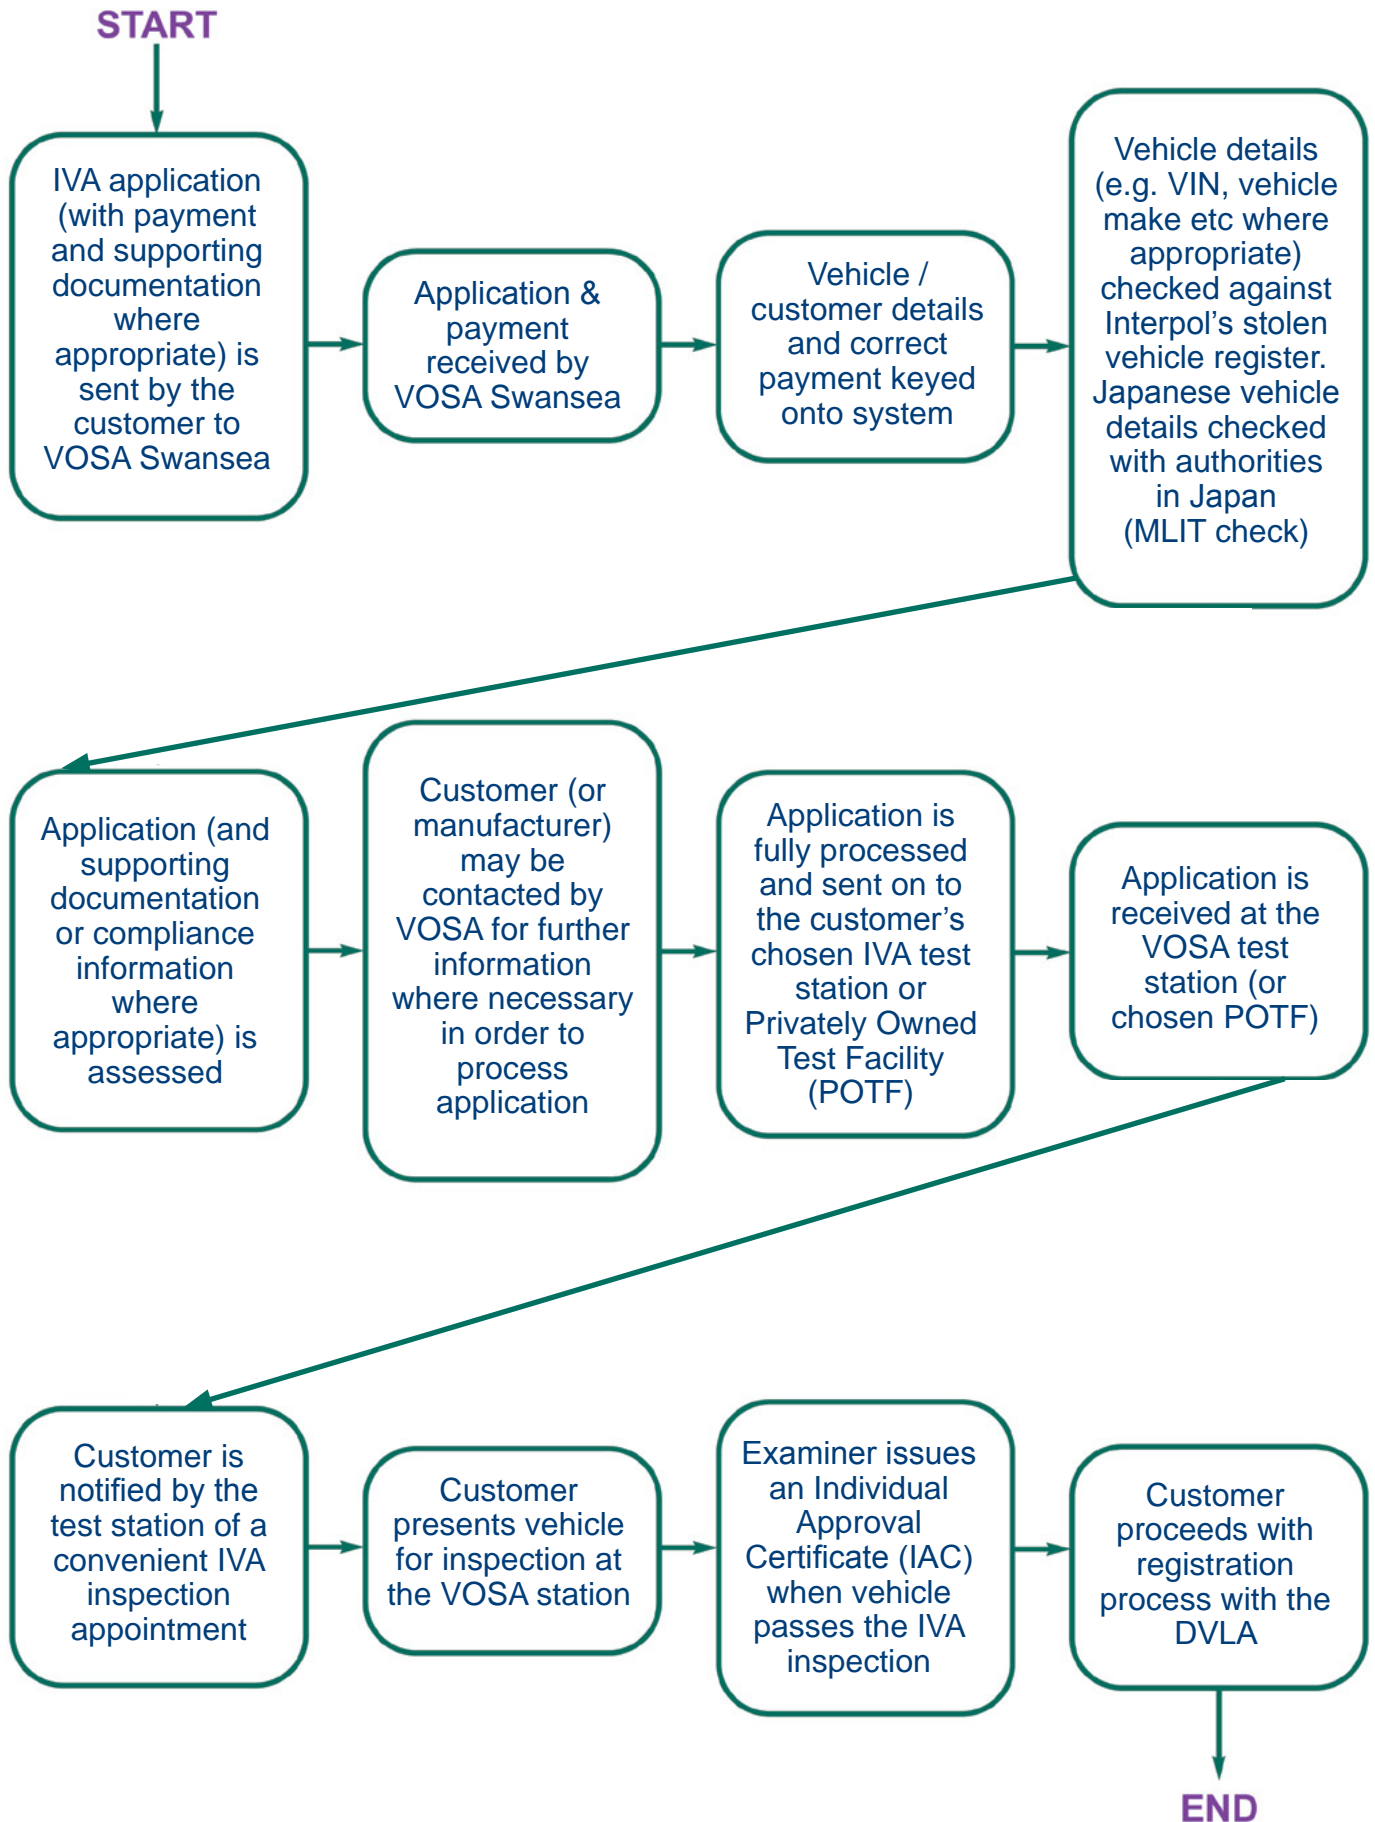 START
IVA application
(with payment
and supporting
documentation
where
appropriate) is
sent by the
customer to
VOSA Swansea
Application &
payment
received by
VOSA Swansea
Vehicle /
customer details
and correct
payment keyed
onto system
Vehicle details
(e.g. VIN, vehicle
make etc where
appropriate)
checked against
Interpol’s stolen
vehicle register.
Japanese vehicle
details checked
with authorities
in Japan
(MLIT check)
Application (and
supporting
documentation
or compliance
information
where
appropriate) is
assessed
Customer (or
manufacturer)
may be
contacted by
VOSA for further
information
where necessary
in order to
process
application
Application is
fully processed
and sent on to
the customer’s
chosen IVA test
station or
Privately Owned
Test Facility
(POTF)
Application is
received at the
VOSA test
station (or
chosen POTF)
Customer is
notified by the
test station of a
convenient IVA
inspection
appointment
Customer
presents vehicle
for inspection at
the VOSA station
Examiner issues
an Individual
Approval
Certificate (IAC)
when vehicle
passes the IVA
inspection
Customer
proceeds with
registration
process with the
DVLA
END